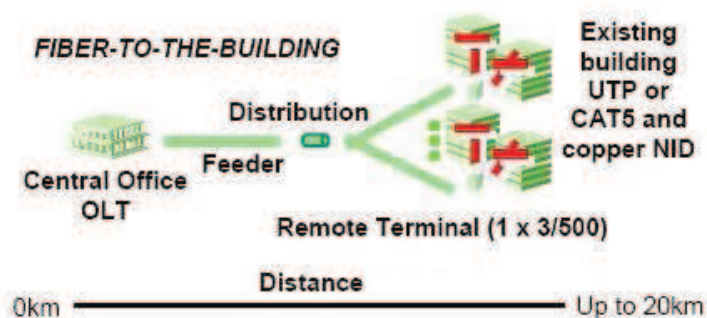 FIBER-TO-THE-BUILDING
Existing
building
UTP or
CAT5 and
copper NID
Distribution
Feeder
Central Office
OLT
Remote Terminal (1 x 3/500)
Distance
0km
Up to 20km